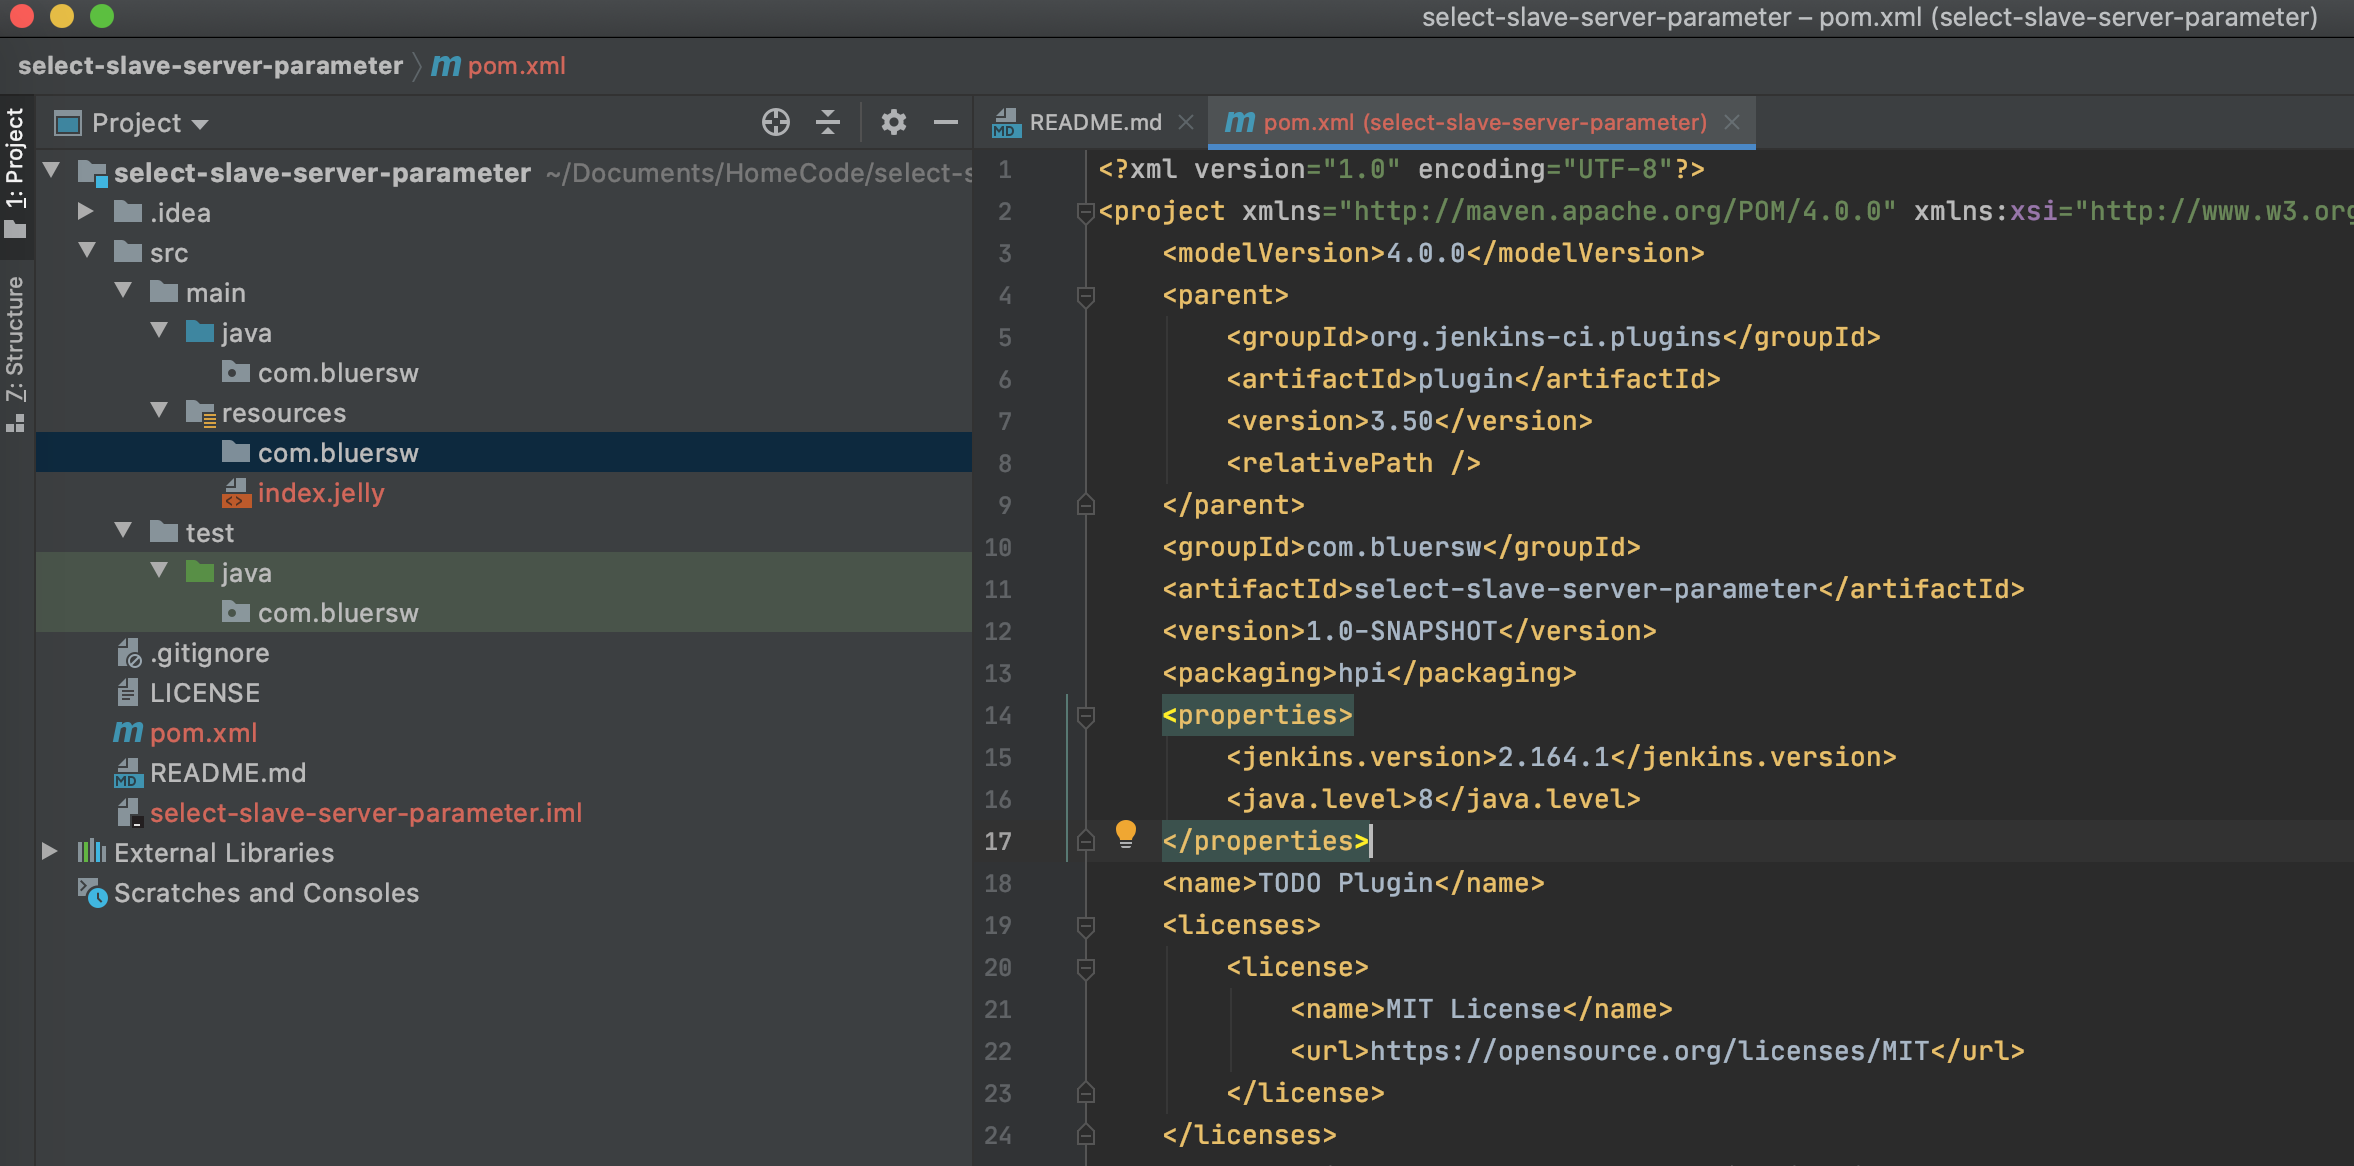 select-slave-server-parameter – pom.xml (select-slave-server-parameter)
select-slave-server-parameter
m pom.xml
1: Project
7: Structure
Project
select-slave-server-parameter ~/Documents/HomeCode/select-s
.idea
src
main
java
com.bluersw
resources
com.bluersw
index.jelly
test
java
com.bluersw
.gitignore
LICENSE
m pom.xml
MD README.md
select-slave-server-parameter.iml
External Libraries
Scratches and Consoles
MD README.md
m pom.xml (select-slave-server-parameter)
1 <?xml version="1.0" encoding="UTF-8"?>
2 <project xmlns="http://maven.apache.org/POM/4.0.0" xmlns:xsi="http://www.w3.org
3 <modelVersion>4.0.0</modelVersion>
4 <parent>
5 <groupId>org.jenkins-ci.plugins</groupId>
6 <artifactId>plugin</artifactId>
7 <version>3.50</version>
8 <relativePath />
9 </parent>
10 <groupId>com.bluersw</groupId>
11 <artifactId>select-slave-server-parameter</artifactId>
12 <version>1.0-SNAPSHOT</version>
13 <packaging>hpi</packaging>
14 <properties>
15 <jenkins.version>2.164.1</jenkins.version>
16 <java.level>8</java.level>
17 </properties>
18 <name>TODO Plugin</name>
19 <licenses>
20 <license>
21 <name>MIT License</name>
22 <url>https://opensource.org/licenses/MIT</url>
23 </license>
24 </licenses>